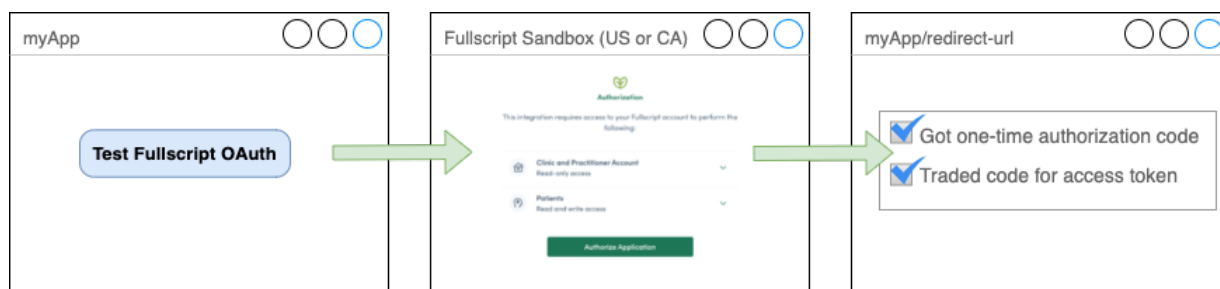 myApp
Test Fullscript OAuth
Fullscript Sandbox (US or CA)
Authorization
This integration requires access to your Fullscript account to perform the
following:
Clinic and Practitioner Account
Read-only access
Patients
Read and write access
Authorize Application
myApp/redirect-url
Got one-time authorization code
Traded code for access token